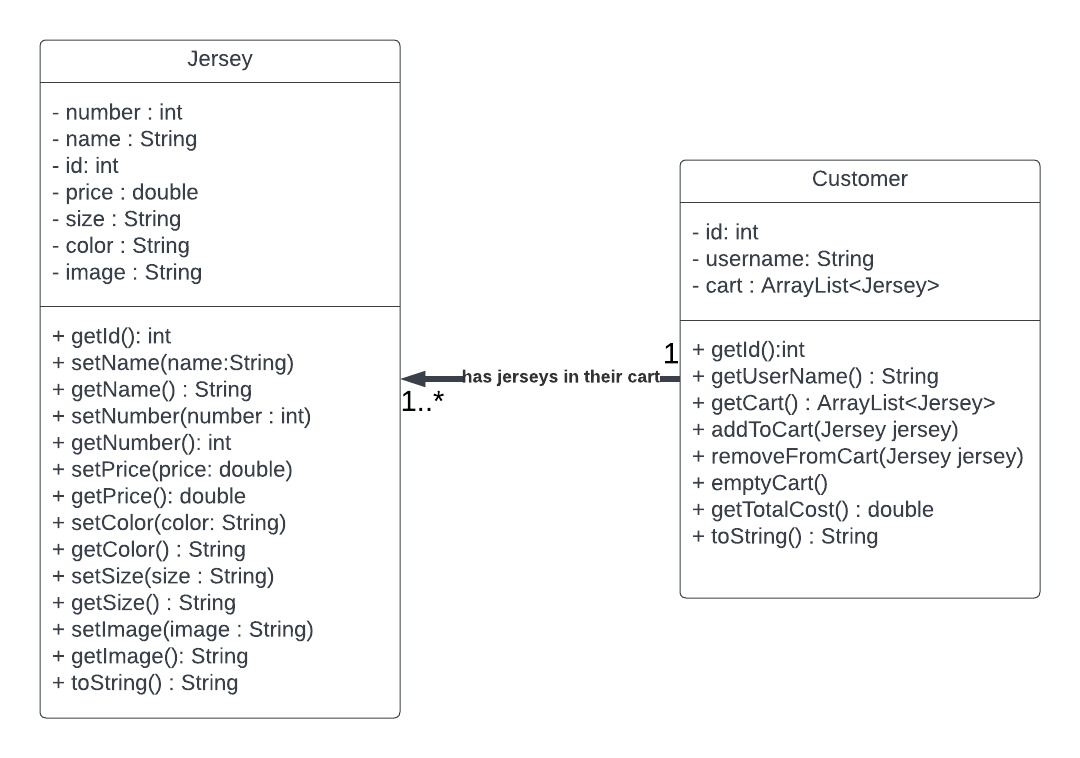 Jersey
- number : int
- name : String
- id: int
- price : double
- size : String
- color : String
- image : String
+ getId(): int
+ setName(name:String)
+ getName() : String
+ setNumber(number : int)
+ getNumber(): int
+ setPrice(price: double)
+ getPrice(): double
+ setColor(color: String)
+ getColor() : String
+ setSize(size : String)
+ getSize() : String
+ setImage(image : String)
+ getImage(): String
+ toString() : String
1
has jerseys in their cart
1..*
Customer
- id: int
- username: String
- cart : ArrayList<Jersey>
+ getId():int
+ getUserName() : String
+ getCart() : ArrayList<Jersey>
+ addToCart(Jersey jersey)
+ removeFromCart(Jersey jersey)
+ emptyCart()
+ getTotalCost() : double
+ toString() : String